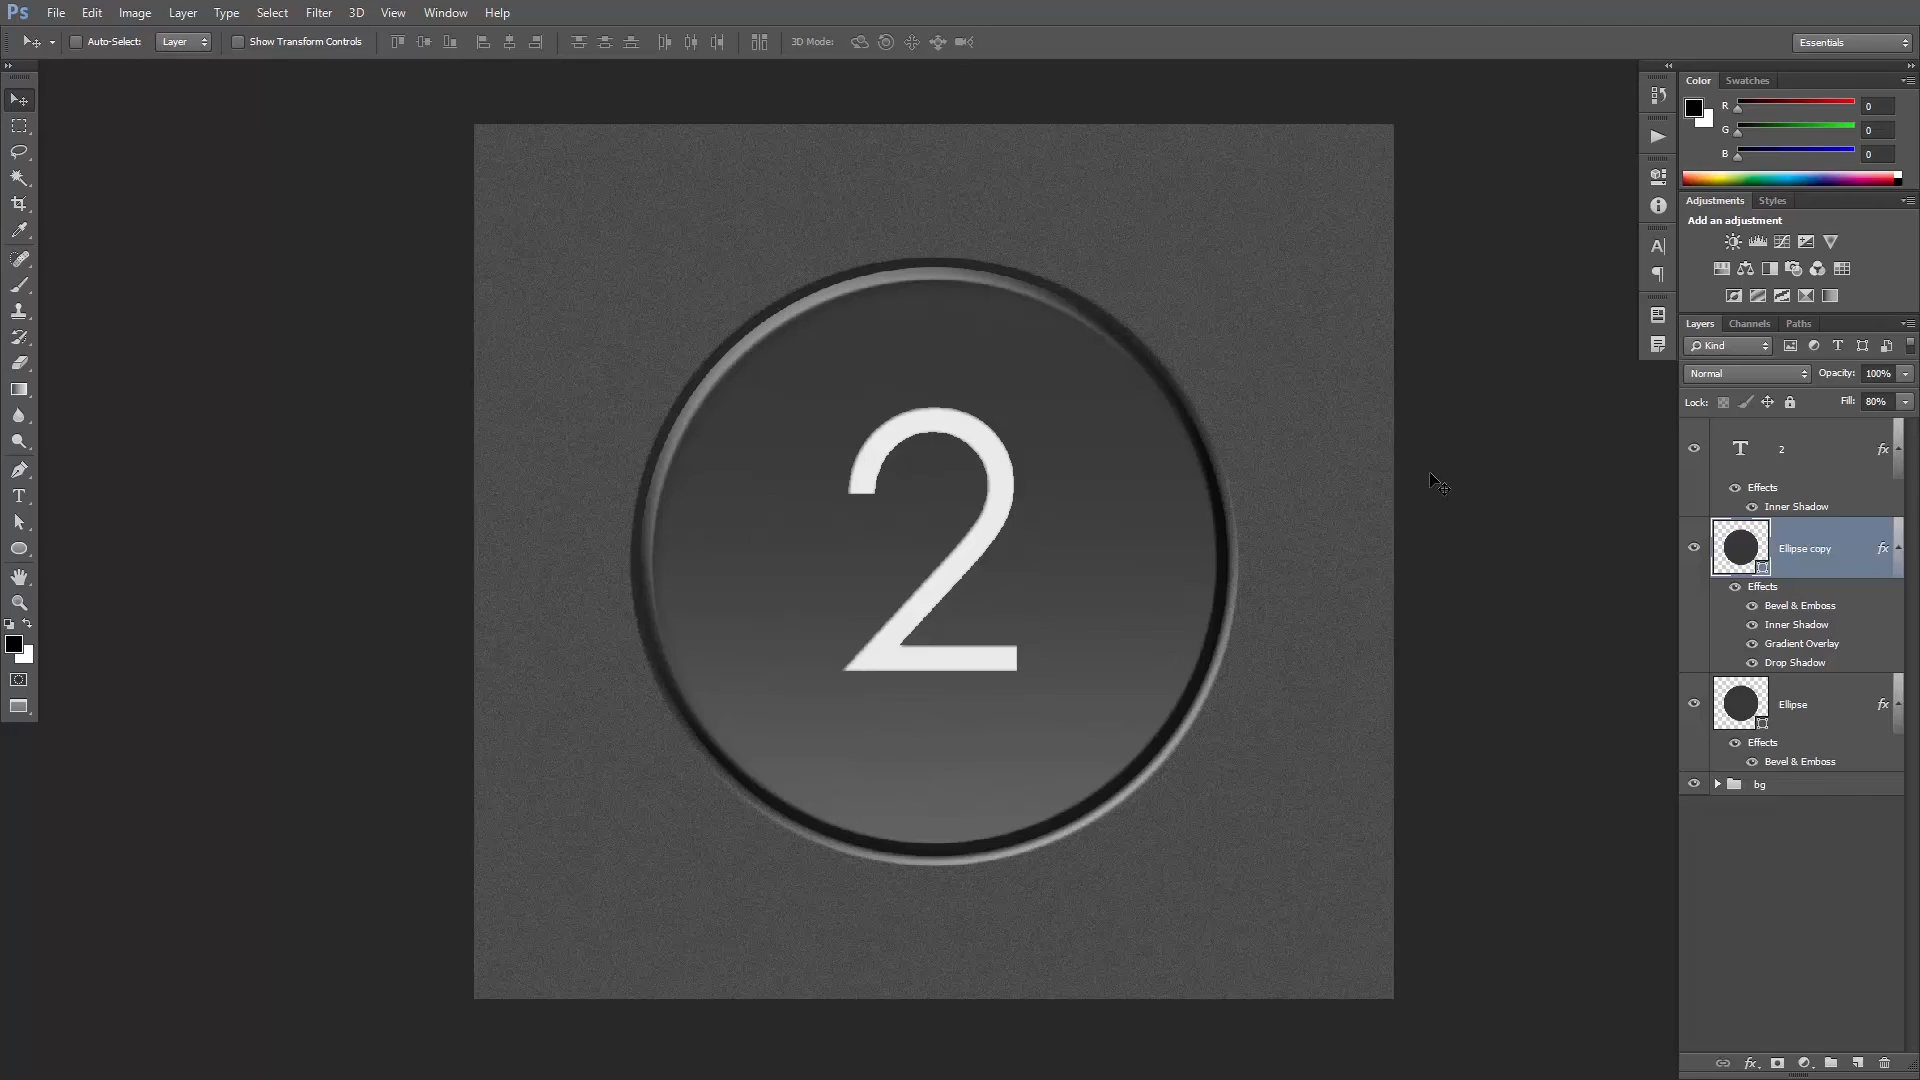 Ps File Edit Image Layer Type Select Filter 3D View Window Help
Auto-Select: Layer Show Transform Controls 3D Mode: Essentials
Color Swatches
R 0
G 0
B 0
Adjustments Styles
Add an adjustment
Layers Channels Paths
Kind
Normal Opacity: 100%
Lock: Fill: 80%
T 2 fx
Effects
Inner Shadow
Ellipse copy fx
Effects
Bevel & Emboss
Inner Shadow
Gradient Overlay
Drop Shadow
Ellipse fx
Effects
Bevel & Emboss
bg
2